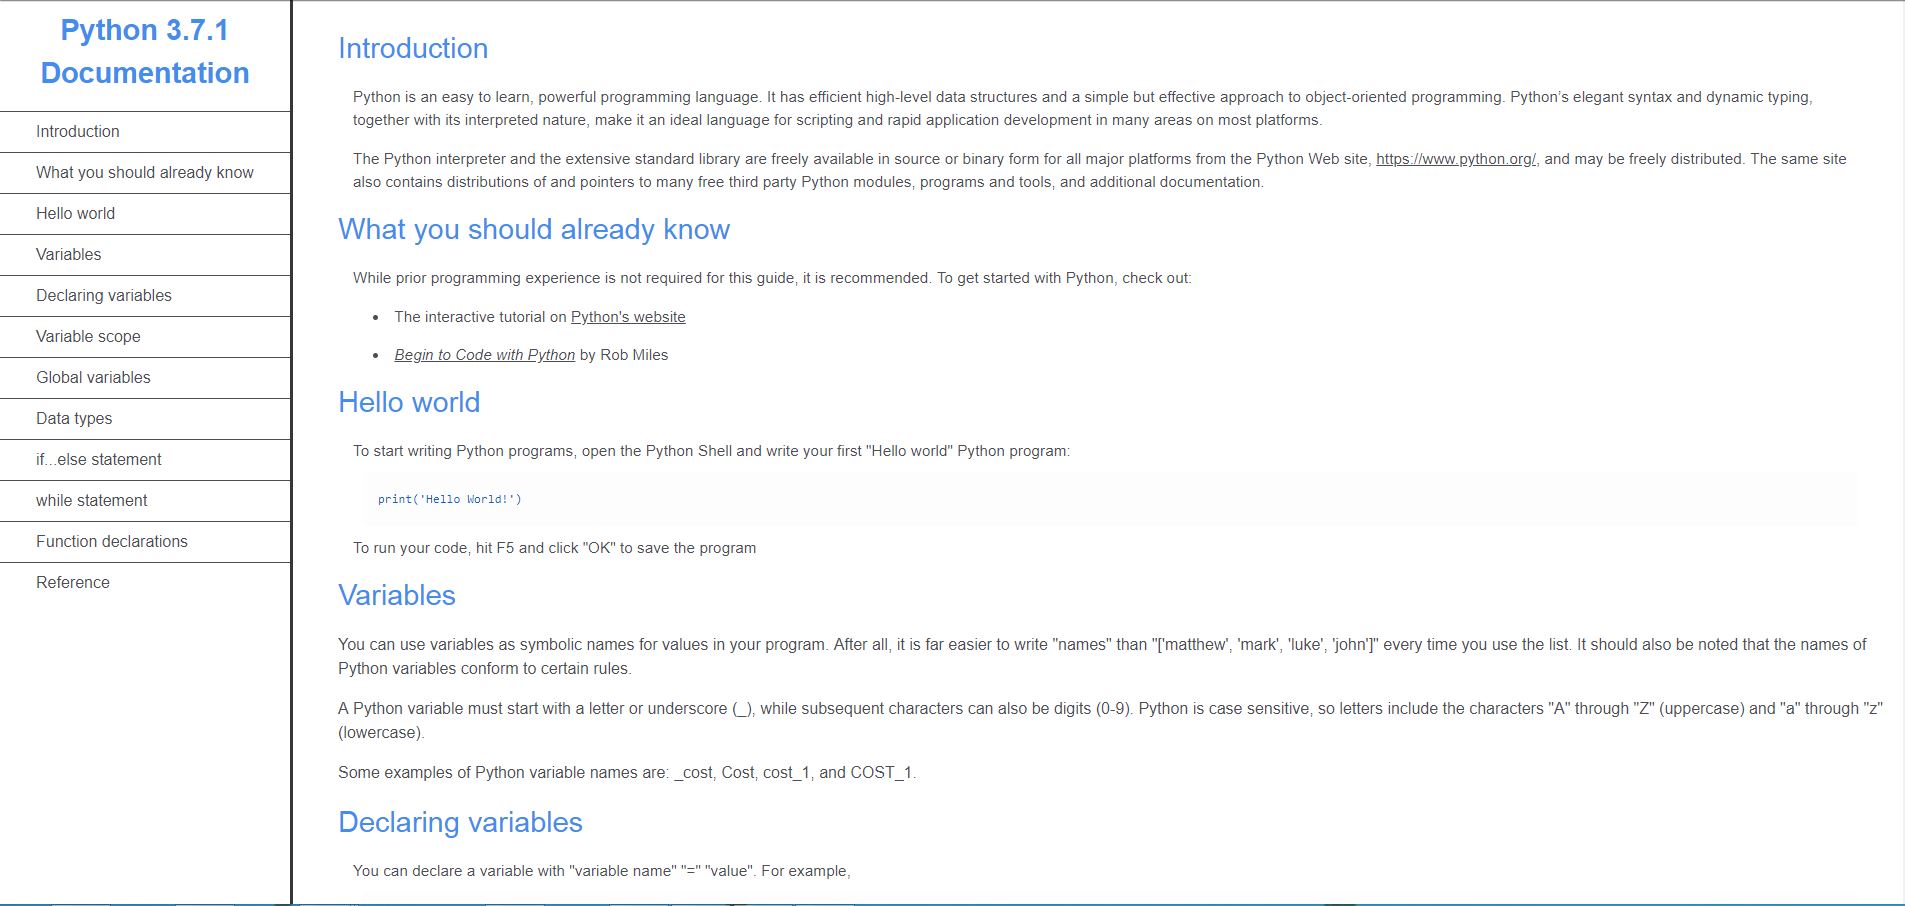 Python 3.7.1
Documentation
Introduction
What you should already know
Hello world
Variables
Declaring variables
Variable scope
Global variables
Data types
if...else statement
while statement
Function declarations
Reference
Introduction
Python is an easy to learn, powerful programming language. It has efficient high-level data structures and a simple but effective approach to object-oriented programming. Python’s elegant syntax and dynamic typing,
together with its interpreted nature, make it an ideal language for scripting and rapid application development in many areas on most platforms.
The Python interpreter and the extensive standard library are freely available in source or binary form for all major platforms from the Python Web site, https://www.python.org/, and may be freely distributed. The same site
also contains distributions of and pointers to many free third party Python modules, programs and tools, and additional documentation.
What you should already know
While prior programming experience is not required for this guide, it is recommended. To get started with Python, check out:
• The interactive tutorial on Python's website
• Begin to Code with Python by Rob Miles
Hello world
To start writing Python programs, open the Python Shell and write your first "Hello world" Python program:
print('Hello World!')
To run your code, hit F5 and click "OK" to save the program
Variables
You can use variables as symbolic names for values in your program. After all, it is far easier to write "names" than "['matthew', 'mark', 'luke', 'john']" every time you use the list. It should also be noted that the names of
Python variables conform to certain rules.
A Python variable must start with a letter or underscore (_), while subsequent characters can also be digits (0-9). Python is case sensitive, so letters include the characters "A" through "Z" (uppercase) and "a" through "z"
(lowercase).
Some examples of Python variable names are: _cost, Cost, cost_1, and COST_1.
Declaring variables
You can declare a variable with "variable name" "=" "value". For example,